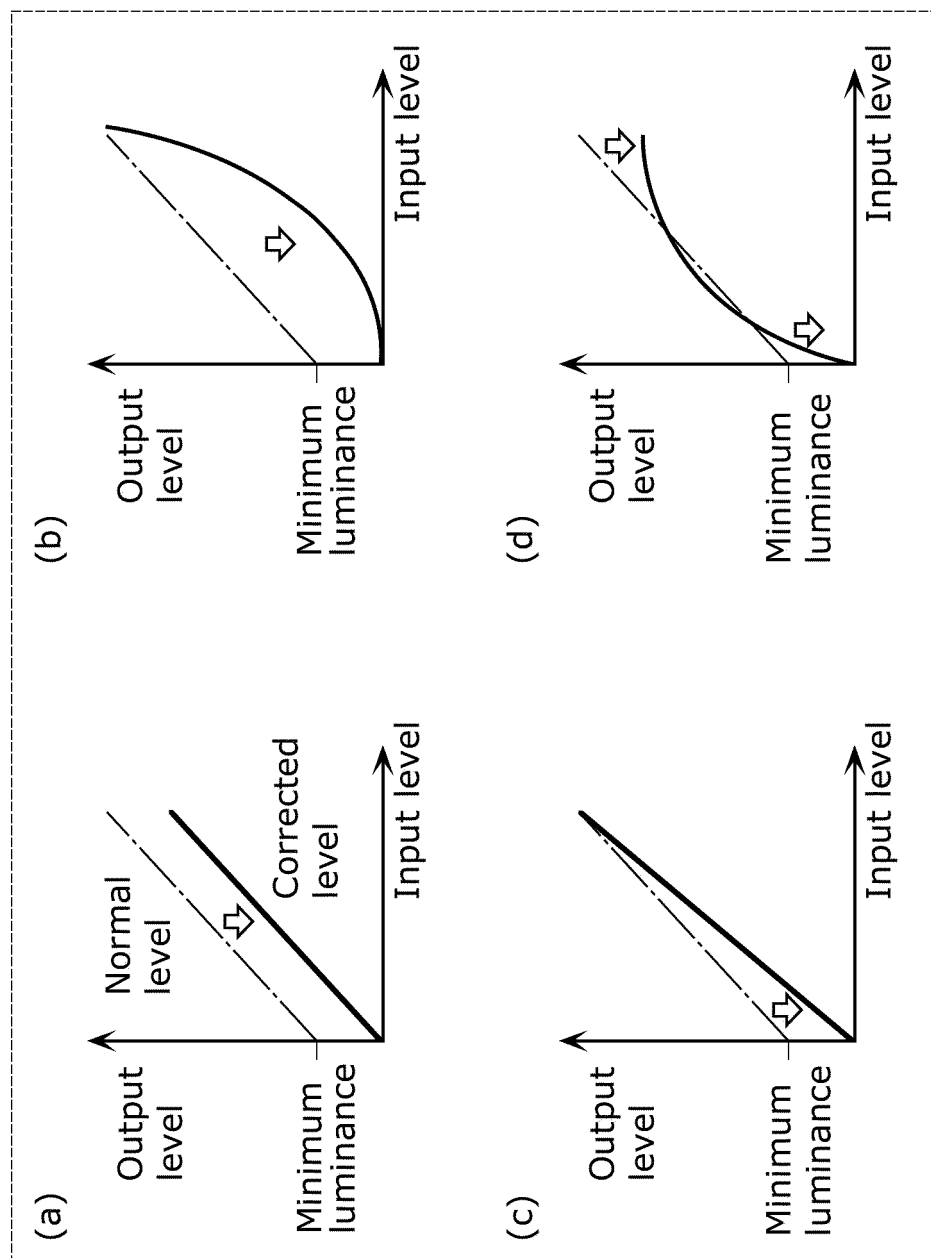 (a)
Output
level
Normal
level
Minimum
luminance
Corrected
level
Input level
(b)
Output
level
Minimum
luminance
Input level
(c)
Output
level
Minimum
luminance
Input level
(d)
Output
level
Minimum
luminance
Input level